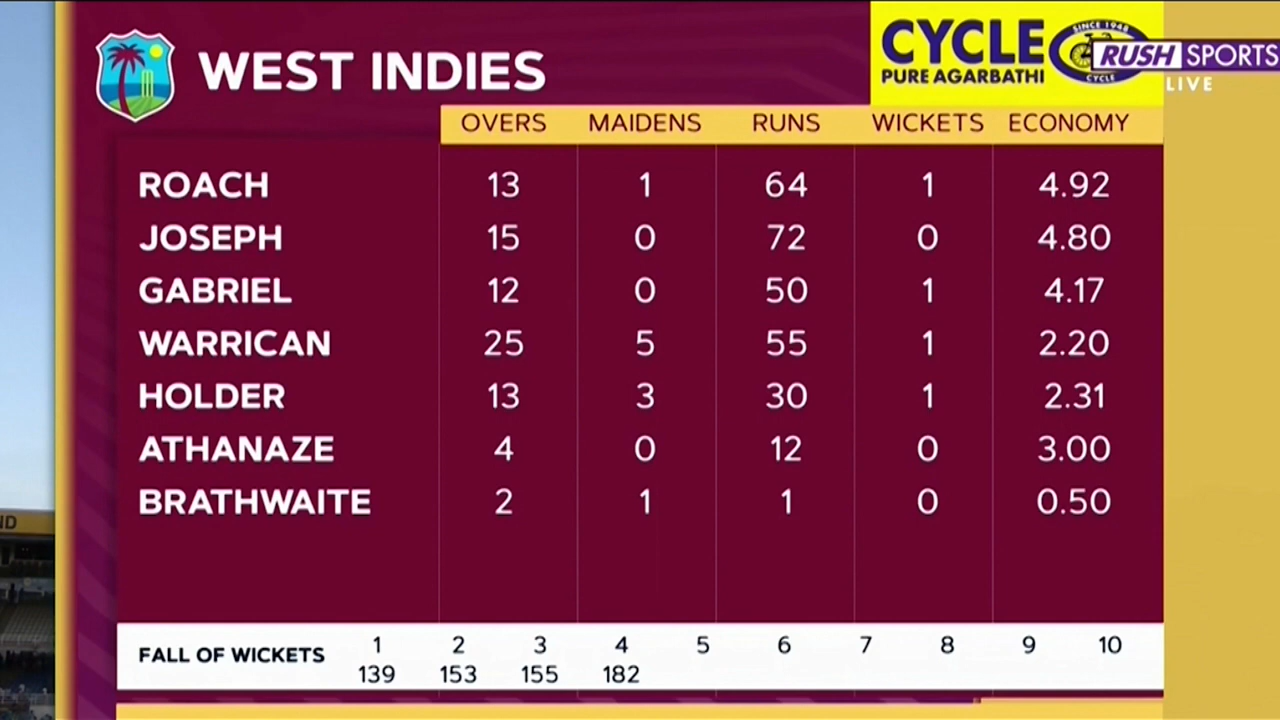 WEST INDIES
CYCLE
PURE AGARBATHI
SINCE 1948
CYCLE
RUSH SPORTS
LIVE
OVERS MAIDENS RUNS WICKETS ECONOMY
ROACH 13 1 64 1 4.92
JOSEPH 15 0 72 0 4.80
GABRIEL 12 0 50 1 4.17
WARRICAN 25 5 55 1 2.20
HOLDER 13 3 30 1 2.31
ATHANAZE 4 0 12 0 3.00
BRATHWAITE 2 1 1 0 0.50
ND
FALL OF WICKETS 1 2 3 4 5 6 7 8 9 10
139 153 155 182